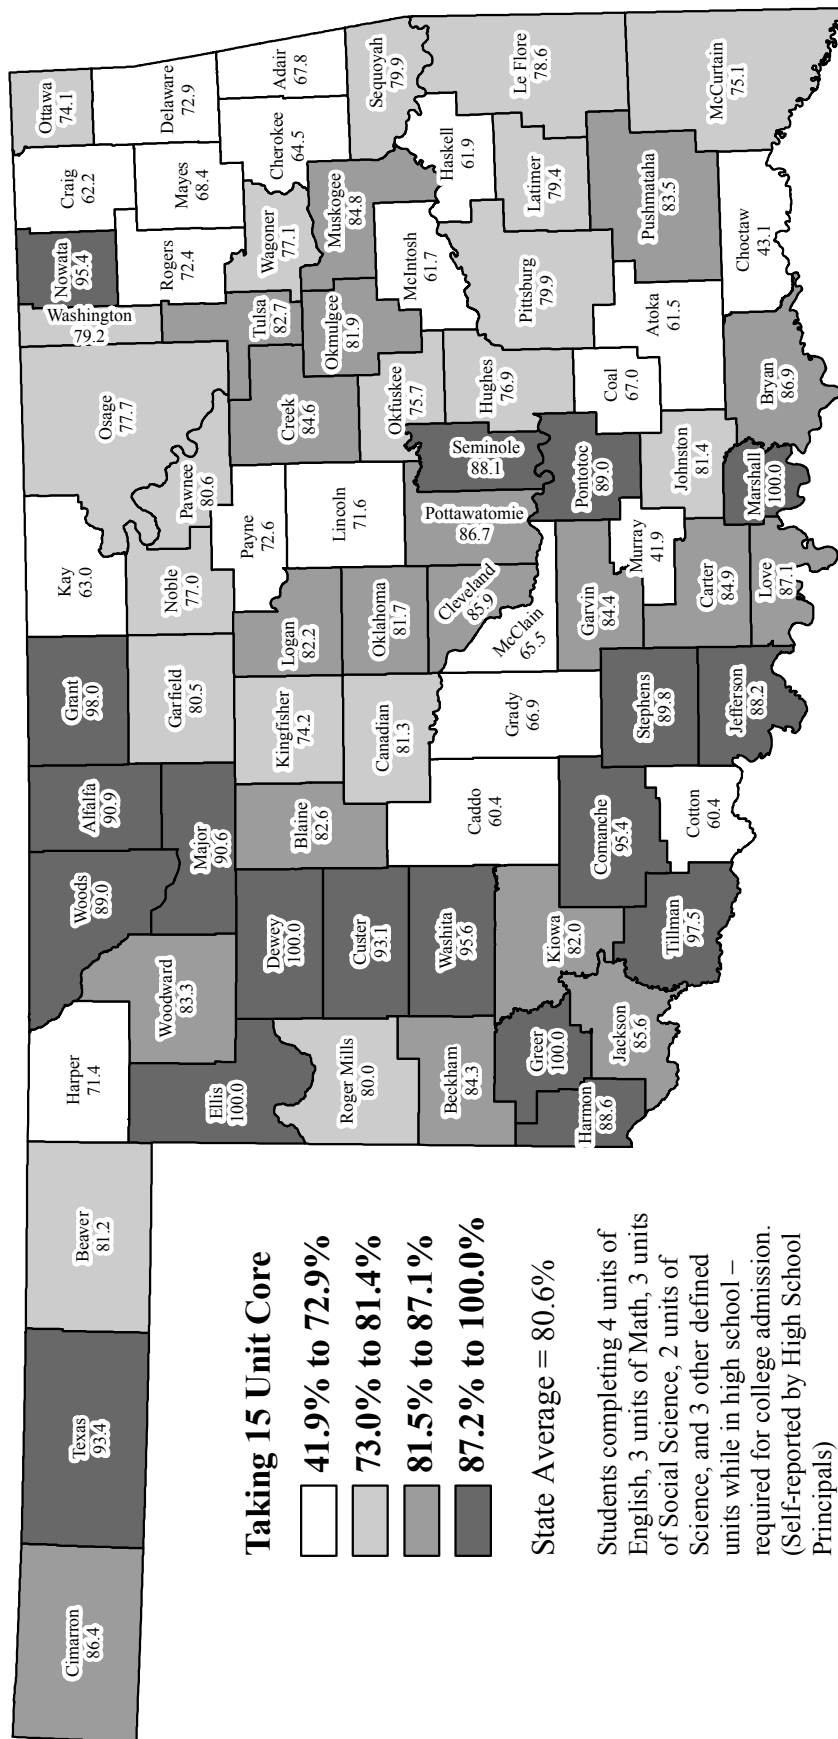 Cimarron
86.4
Texas
93.4
Beaver
81.2
Harper
71.4
Woods
89.0
Alfalfa
90.9
Grant
98.0
Kay
63.0
Osage
77.7
Washington
79.2
Nowata
95.4
Craig
62.2
Ottawa
74.1
Ellis
100.0
Woodward
83.3
Major
90.6
Garfield
80.5
Noble
77.0
Pawnee
80.6
Rogers
72.4
Mayes
68.4
Delaware
72.9
Roger Mills
80.0
Dewey
100.0
Blaine
82.6
Kingfisher
74.2
Logan
82.2
Payne
72.6
Creek
84.6
Tulsa
82.7
Wagoner
77.1
Cherokee
64.5
Adair
67.8
Custer
93.1
Canadian
81.3
Oklahoma
81.7
Lincoln
71.6
Okfuskee
75.7
Okmulgee
81.9
Muskogee
84.8
Sequoyah
79.9
Beckham
84.3
Washita
95.6
Caddo
60.4
Grady
66.9
Cleveland
85.9
McClain
65.5
Pottawatomie
86.7
Seminole
88.1
Hughes
76.9
McIntosh
61.7
Haskell
61.9
Le Flore
78.6
Greer
100.0
Harmon
88.6
Kiowa
82.0
Jackson
85.6
Comanche
95.4
Tillman
97.5
Cotton
60.4
Stephens
89.8
Jefferson
88.2
Garvin
84.4
Murray
41.9
Carter
84.9
Love
87.1
Pontotoc
89.0
Johnston
81.4
Marshall
100.0
Coal
67.0
Pittsburg
79.9
Latimer
79.4
Atoka
61.5
Pushmataha
83.5
McCurtain
75.1
Choctaw
43.1
Bryan
86.9
Taking 15 Unit Core
41.9% to 72.9%
73.0% to 81.4%
81.5% to 87.1%
87.2% to 100.0%
State Average = 80.6%
Students completing 4 units of
English, 3 units of Math, 3 units
of Social Science, 2 units of
Science, and 3 other defined
units while in high school –
required for college admission.
(Self-reported by High School
Principals)